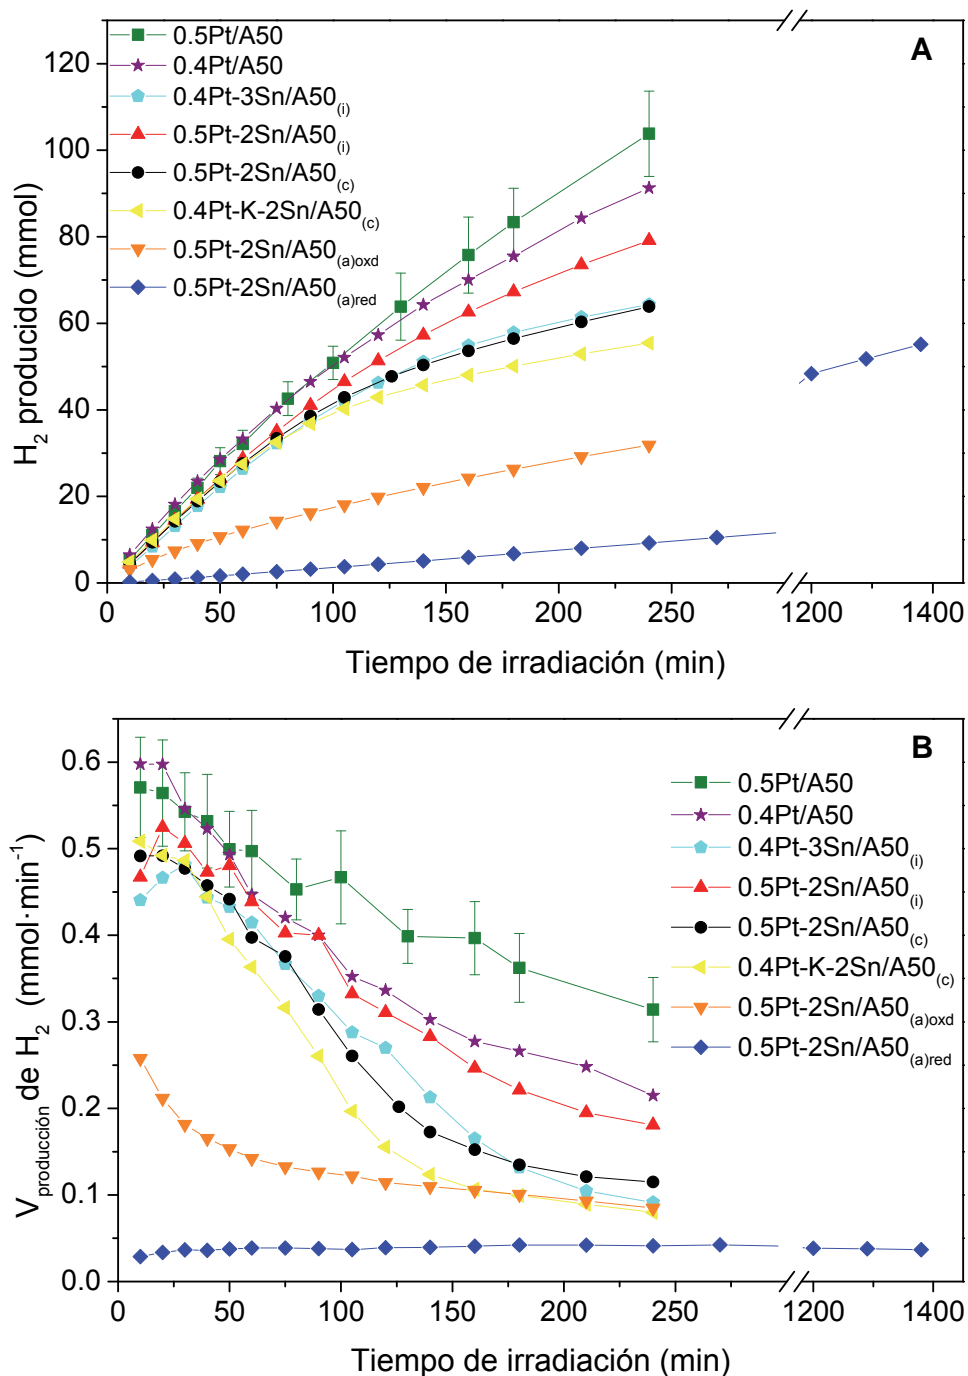 A
0.5Pt/A50
0.4Pt/A50
0.4Pt-3Sn/A50(i)
0.5Pt-2Sn/A50(i)
0.5Pt-2Sn/A50(c)
0.4Pt-K-2Sn/A50(c)
0.5Pt-2Sn/A50(a)oxd
0.5Pt-2Sn/A50(a)red
H2 producido (mmol)
120
100
80
60
40
20
0
0 50 100 150 200 250 1200 1400
Tiempo de irradiación (min)
B
0.5Pt/A50
0.4Pt/A50
0.4Pt-3Sn/A50(i)
0.5Pt-2Sn/A50(i)
0.5Pt-2Sn/A50(c)
0.4Pt-K-2Sn/A50(c)
0.5Pt-2Sn/A50(a)oxd
0.5Pt-2Sn/A50(a)red
Vproducción de H2 (mmol·min-1)
0.6
0.5
0.4
0.3
0.2
0.1
0.0
0 50 100 150 200 250 1200 1400
Tiempo de irradiación (min)